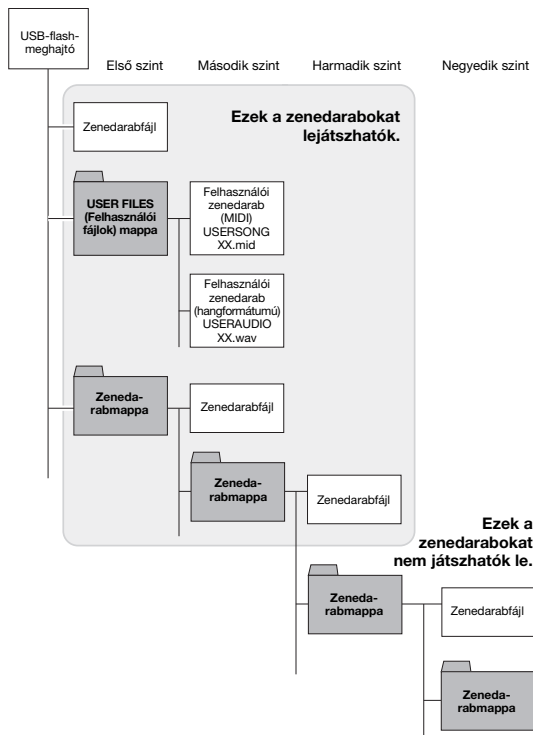 USB-flash-
meghajtó
Első szint
Második szint
Harmadik szint
Negyedik szint
Ezek a zenedarabokat
lejátszhatók.
Zenedarabfájl
USER FILES
(Felhasználói
fájlok) mappa
Felhasználói
zenedarab
(MIDI)
USERSONG
XX.mid
Felhasználói
zenedarab
(hangformátumú)
USERAUDIO
XX.wav
Zeneda-
rabmappa
Zenedarabfájl
Zeneda-
rabmappa
Zenedarabfájl
Ezek a
zenedarabokat
nem játszhatók le.
Zeneda-
rabmappa
Zenedarabfájl
Zeneda-
rabmappa